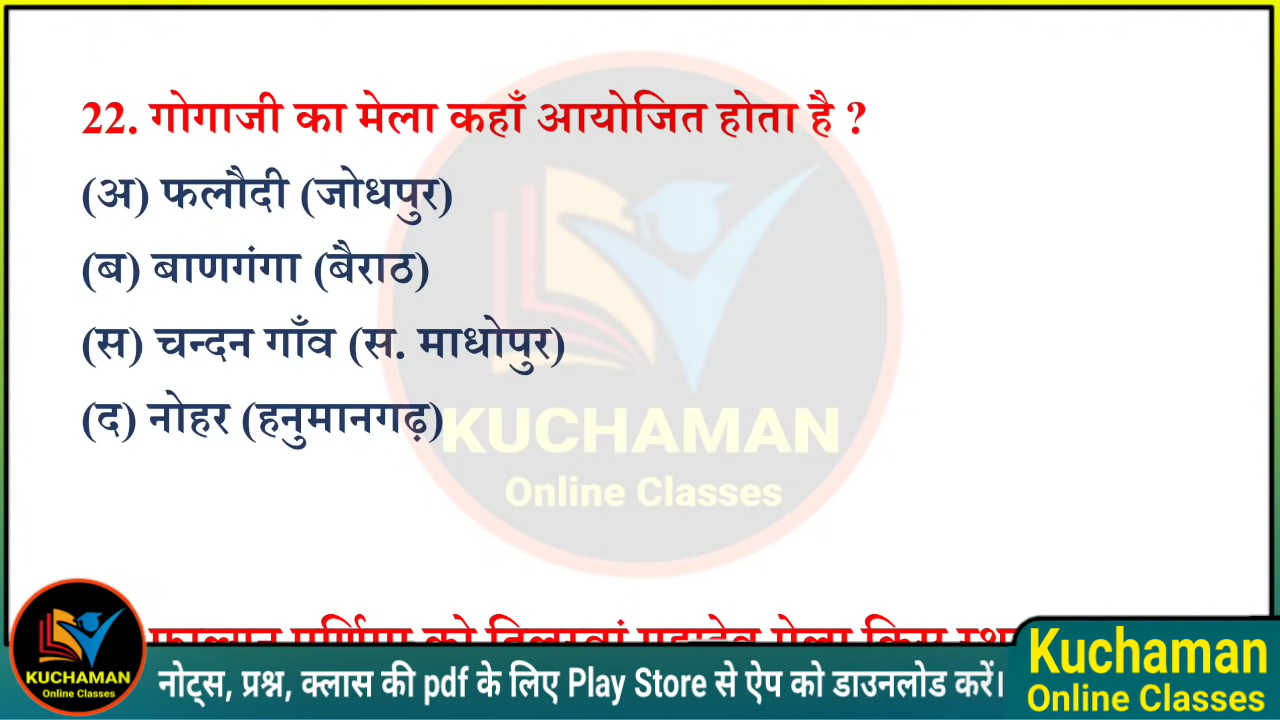 22. गोगाजी का मेला कहाँ आयोजित होता है ?
(अ) फलौदी (जोधपुर)
(ब) बाणगंगा (बैराठ)
(स) चन्दन गाँव (स. माधोपुर)
(द) नोहर (हनुमानगढ़)
KUCHAMAN
Online Classes
KUCHAMAN
Online Classes
नोट्स, प्रश्न, क्लास की pdf के लिए Play Store से ऐप को डाउनलोड करें।
Kuchaman
Online Classes